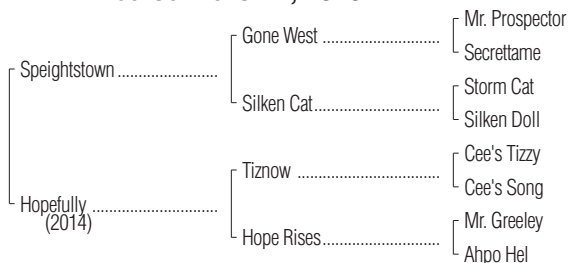 Gone West
Mr. Prospector
Secrettame
Speightstown
Silken Cat
Storm Cat
Silken Doll
Tiznow
Cee's Tizzy
Cee's Song
Hopefully
(2014)
Hope Rises
Mr. Greeley
Ahpo Hel